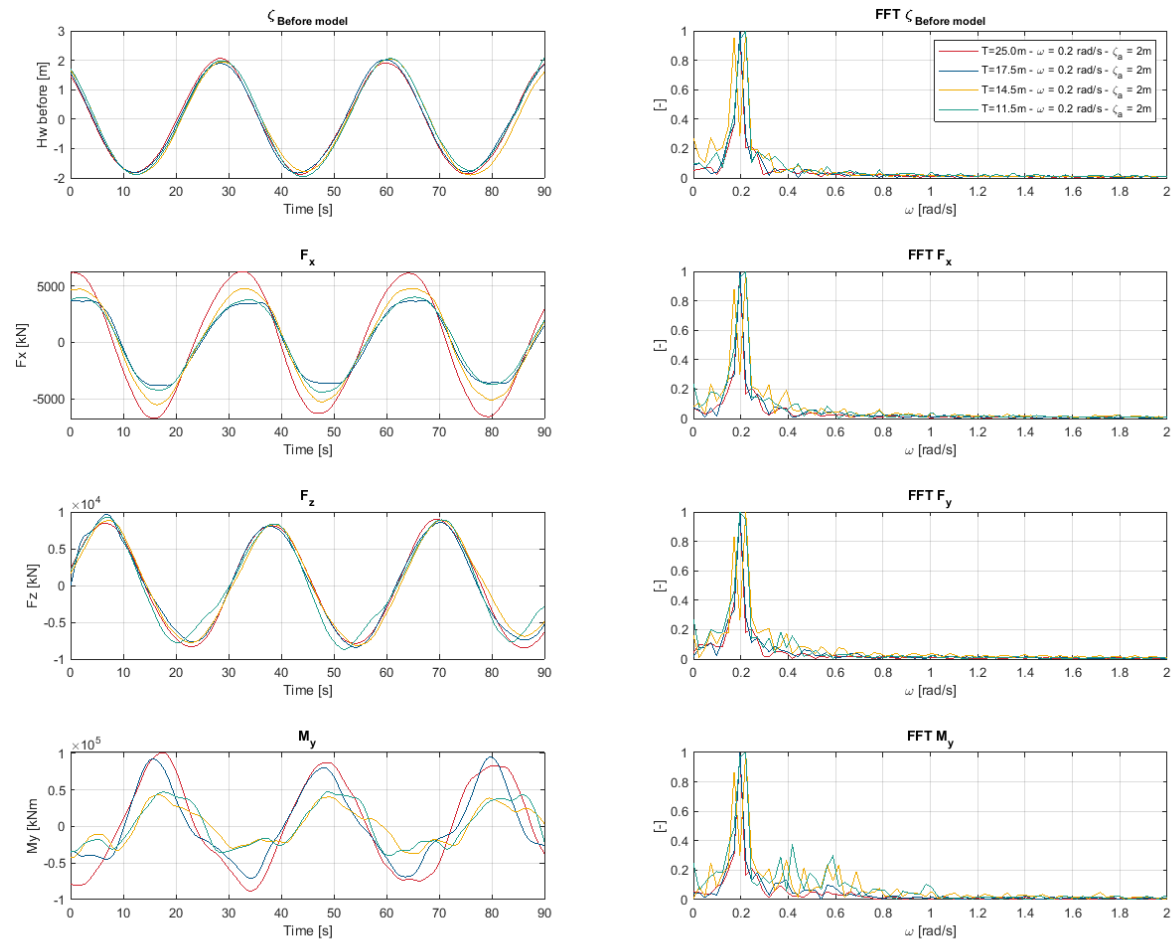 ζ Before model
Hw before [m]
3
2
1
0
-1
-2
0 10 20 30 40 50 60 70 80 90
Time [s]
FFT ζ Before model
[-]
1
0.8
0.6
0.4
0.2
0
T=25.0m - ω = 0.2 rad/s - ζa = 2m
T=17.5m - ω = 0.2 rad/s - ζa = 2m
T=14.5m - ω = 0.2 rad/s - ζa = 2m
T=11.5m - ω = 0.2 rad/s - ζa = 2m
0 0.2 0.4 0.6 0.8 1 1.2 1.4 1.6 1.8 2
ω [rad/s]
Fx
Fx [kN]
5000
0
-5000
0 10 20 30 40 50 60 70 80 90
Time [s]
FFT Fx
[-]
1
0.8
0.6
0.4
0.2
0
0 0.2 0.4 0.6 0.8 1 1.2 1.4 1.6 1.8 2
ω [rad/s]
Fz
×10^4
Fz [kN]
1
0.5
0
-0.5
-1
0 10 20 30 40 50 60 70 80 90
Time [s]
FFT Fy
[-]
1
0.8
0.6
0.4
0.2
0
0 0.2 0.4 0.6 0.8 1 1.2 1.4 1.6 1.8 2
ω [rad/s]
My
×10^5
My [kNm]
1
0.5
0
-0.5
-1
0 10 20 30 40 50 60 70 80 90
Time [s]
FFT My
[-]
1
0.8
0.6
0.4
0.2
0
0 0.2 0.4 0.6 0.8 1 1.2 1.4 1.6 1.8 2
ω [rad/s]